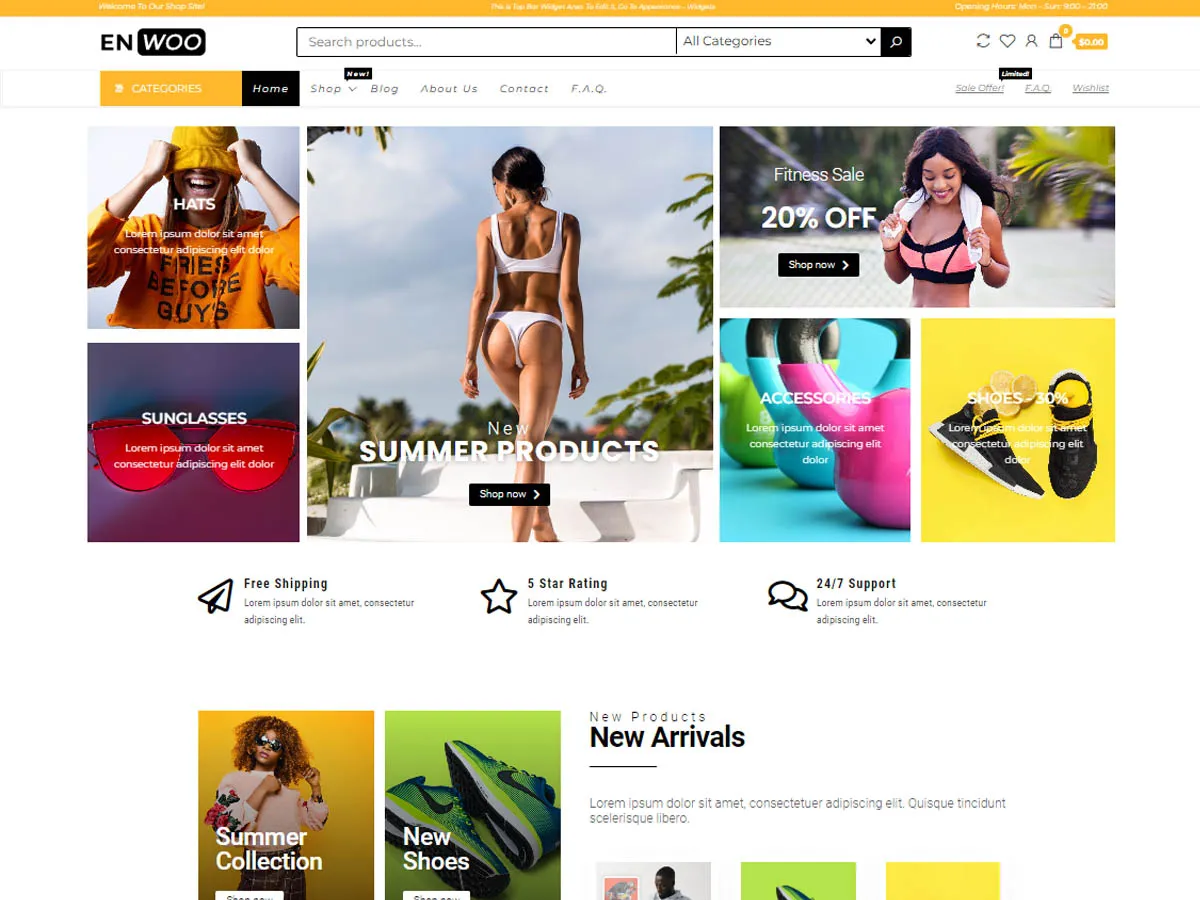 Welcome To Our Shop Site!
This is Top Bar Widget Area. To Edit it, Go To Appearance - Widgets
Opening Hours: Mon - Sun: 9:00 - 21:00
EN WOO
Search products...
All Categories
0
$0.00
CATEGORIES
Home
Shop
New!
Blog
About Us
Contact
F.A.Q.
Sale Offer!
Limited!
F.A.Q.
Wishlist
HATS
Lorem ipsum dolor sit amet
consectetur adipiscing elit dolor
FRIES
BEFORE
GUYS
SUNGLASSES
Lorem ipsum dolor sit amet
consectetur adipiscing elit dolor
New
SUMMER PRODUCTS
Shop now
Fitness Sale
20% OFF
Shop now
ACCESSORIES
Lorem ipsum dolor sit amet
consectetur adipiscing elit
dolor
SHOES - 30%
Lorem ipsum dolor sit amet
consectetur adipiscing elit
dolor
Free Shipping
Lorem ipsum dolor sit amet, consectetur
adipiscing elit.
5 Star Rating
Lorem ipsum dolor sit amet, consectetur
adipiscing elit.
24/7 Support
Lorem ipsum dolor sit amet, consectetur
adipiscing elit.
Summer
Collection
Shop now
New
Shoes
Shop now
New Products
New Arrivals
Lorem ipsum dolor sit amet, consectetuer adipiscing elit. Quisque tincidunt
scelerisque libero.